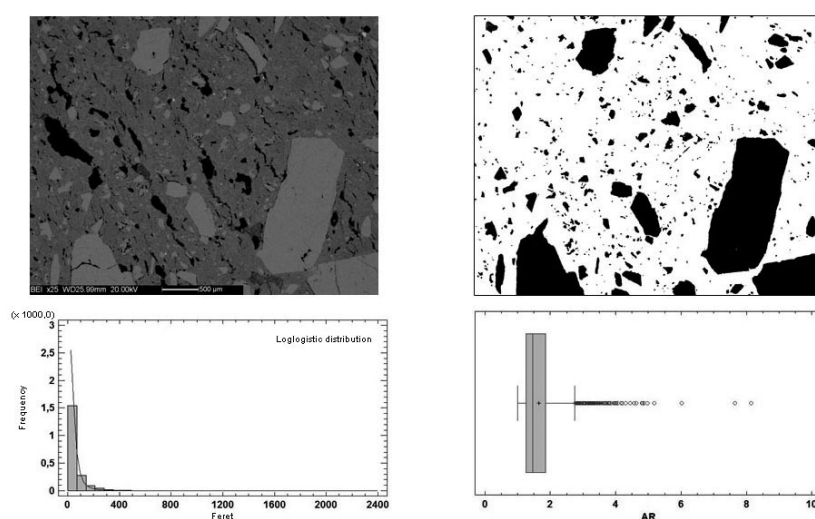 BEI x25 WD25.99mm 20.00kV 500 µm
(x 1000,0)
Loglogistic distribution
3
2,5
2
1,5
1
0,5
0
Frequency
0 400 800 1200 1600 2000 2400
Feret
0 2 4 6 8 10
AR